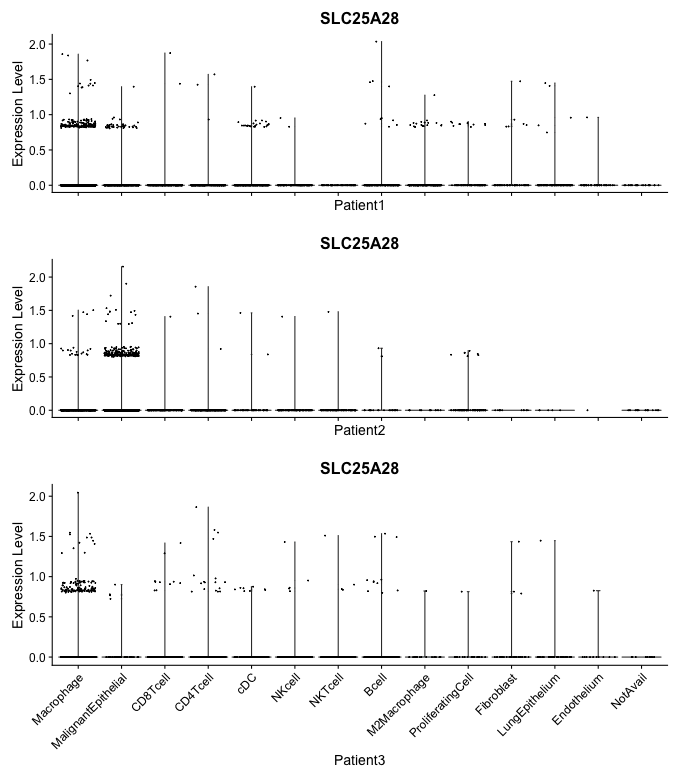 SLC25A28
Expression Level
2.0
1.5
1.0
0.5
0.0
Patient1
SLC25A28
Expression Level
2.0
1.5
1.0
0.5
0.0
Patient2
SLC25A28
Expression Level
2.0
1.5
1.0
0.5
0.0
Macrophage
MalignantEpithelial
CD8Tcell
CD4Tcell
cDC
NKcell
NKTcell
Bcell
M2Macrophage
ProliferatingCell
Fibroblast
LungEpithelium
Endothelium
NotAvail
Patient3